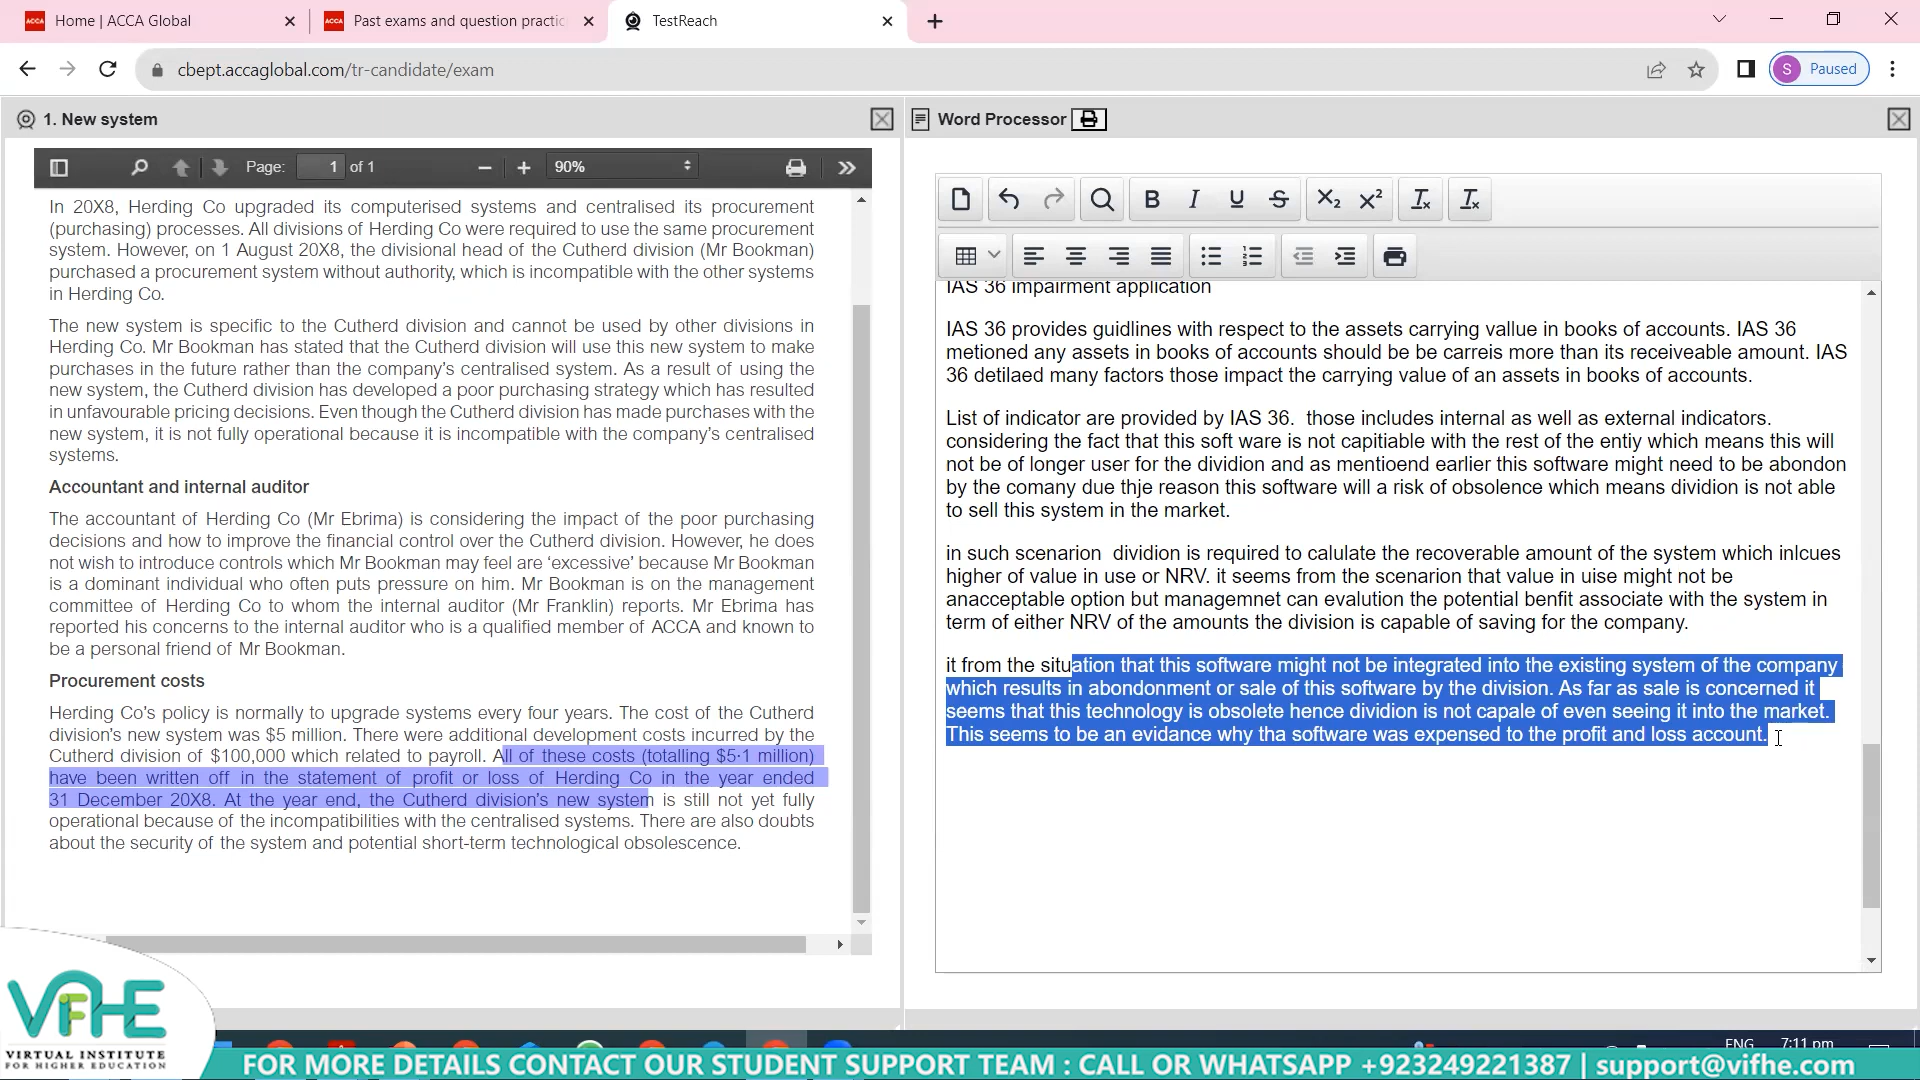 Home | ACCA Global
Past exams and question practic
TestReach
cbept.accaglobal.com/tr-candidate/exam
S Paused
1. New system
Word Processor
Page: 1 of 1
90%
In 20X8, Herding Co upgraded its computerised systems and centralised its procurement
(purchasing) processes. All divisions of Herding Co were required to use the same procurement
system. However, on 1 August 20X8, the divisional head of the Cutherd division (Mr Bookman)
purchased a procurement system without authority, which is incompatible with the other systems
in Herding Co.
The new system is specific to the Cutherd division and cannot be used by other divisions in
Herding Co. Mr Bookman has stated that the Cutherd division will use this new system to make
purchases in the future rather than the company's centralised system. As a result of using the
new system, the Cutherd division has developed a poor purchasing strategy which has resulted
in unfavourable pricing decisions. Even though the Cutherd division has made purchases with the
new system, it is not fully operational because it is incompatible with the company's centralised
systems.
Accountant and internal auditor
The accountant of Herding Co (Mr Ebrima) is considering the impact of the poor purchasing
decisions and how to improve the financial control over the Cutherd division. However, he does
not wish to introduce controls which Mr Bookman may feel are ‘excessive’ because Mr Bookman
is a dominant individual who often puts pressure on him. Mr Bookman is on the management
committee of Herding Co to whom the internal auditor (Mr Franklin) reports. Mr Ebrima has
reported his concerns to the internal auditor who is a qualified member of ACCA and known to
be a personal friend of Mr Bookman.
Procurement costs
Herding Co's policy is normally to upgrade systems every four years. The cost of the Cutherd
division's new system was $5 million. There were additional development costs incurred by the
Cutherd division of $100,000 which related to payroll. All of these costs (totalling $5·1 million)
have been written off in the statement of profit or loss of Herding Co in the year ended
31 December 20X8. At the year end, the Cutherd division's new system is still not yet fully
operational because of the incompatibilities with the centralised systems. There are also doubts
about the security of the system and potential short-term technological obsolescence.
IAS 36 impairment application
IAS 36 provides guidlines with respect to the assets carrying vallue in books of accounts. IAS 36
metioned any assets in books of accounts should be be carreis more than its receiveable amount. IAS
36 detilaed many factors those impact the carrying value of an assets in books of accounts.
List of indicator are provided by IAS 36.  those includes internal as well as external indicators.
considering the fact that this soft ware is not capitiable with the rest of the entiy which means this will
not be of longer user for the dividion and as mentioend earlier this software might need to be abondon
by the comany due thje reason this software will a risk of obsolence which means dividion is not able
to sell this system in the market.
in such scenarion  dividion is required to calulate the recoverable amount of the system which inlcues
higher of value in use or NRV. it seems from the scenarion that value in uise might not be
anacceptable option but managemnet can evalution the potential benfit associate with the system in
term of either NRV of the amounts the division is capable of saving for the company.
it from the situation that this software might not be integrated into the existing system of the company
which results in abondonment or sale of this software by the division. As far as sale is concerned it
seems that this technology is obsolete hence dividion is not capale of even seeing it into the market.
This seems to be an evidance why tha software was expensed to the profit and loss account.
ENG 7:11 pm
VFHE
VIRTUAL INSTITUTE
FOR HIGHER EDUCATION
FOR MORE DETAILS CONTACT OUR STUDENT SUPPORT TEAM : CALL OR WHATSAPP +923249221387 | support@vifhe.com